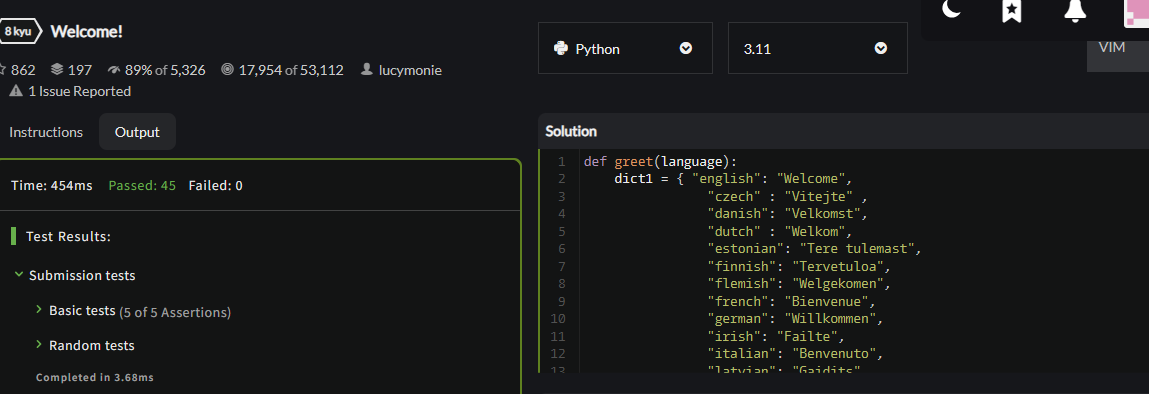 8 kyu Welcome!
862 197 89% of 5,326 17,954 of 53,112 lucymonie
1 Issue Reported
Python 3.11
VIM
Instructions Output
Time: 454ms Passed: 45 Failed: 0
Test Results:
Submission tests
Basic tests (5 of 5 Assertions)
Random tests
Completed in 3.68ms
Solution
1 def greet(language):
2 dict1 = { "english": "Welcome",
3 "czech" : "Vitejte" ,
4 "danish": "Velkomst",
5 "dutch" : "Welkom",
6 "estonian": "Tere tulemast",
7 "finnish": "Tervetuloa",
8 "flemish": "Welgekomen",
9 "french": "Bienvenue",
10 "german": "Willkommen",
11 "irish": "Failte",
12 "italian": "Benvenuto",
13 "latvian": "Gaidits"